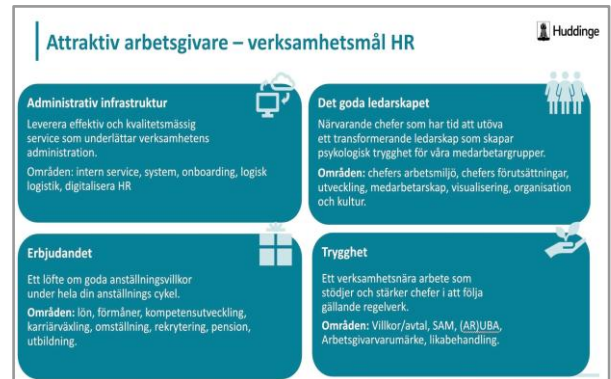 Attraktiv arbetsgivare – verksamhetsmål HR
Huddinge
Administrativ infrastruktur
Leverera effektiv och kvalitetsmässig
service som underlättar verksamhetens
administration.
Områden: intern service, system, onboarding, logisk
logistik, digitalisera HR
Det goda ledarskapet
Närvarande chefer som har tid att utöva
ett transformerande ledarskap som skapar
psykologisk trygghet för våra medarbetargrupper.
Områden: chefers arbetsmiljö, chefers förutsättningar,
utveckling, medarbetarskap, visualisering, organisation
och kultur.
Erbjudandet
Ett löfte om goda anställningsvillkor
under hela din anställnings cykel.
Områden: lön, förmåner, kompetensutveckling,
karriärväxling, omställning, rekrytering, pension,
utbildning.
Trygghet
Ett verksamhetsnära arbete som
stödjer och stärker chefer i att följa
gällande regelverk.
Områden: Villkor/avtal, SAM, (AR)UBA,
Arbetsgivarvarumärke, likabehandling.